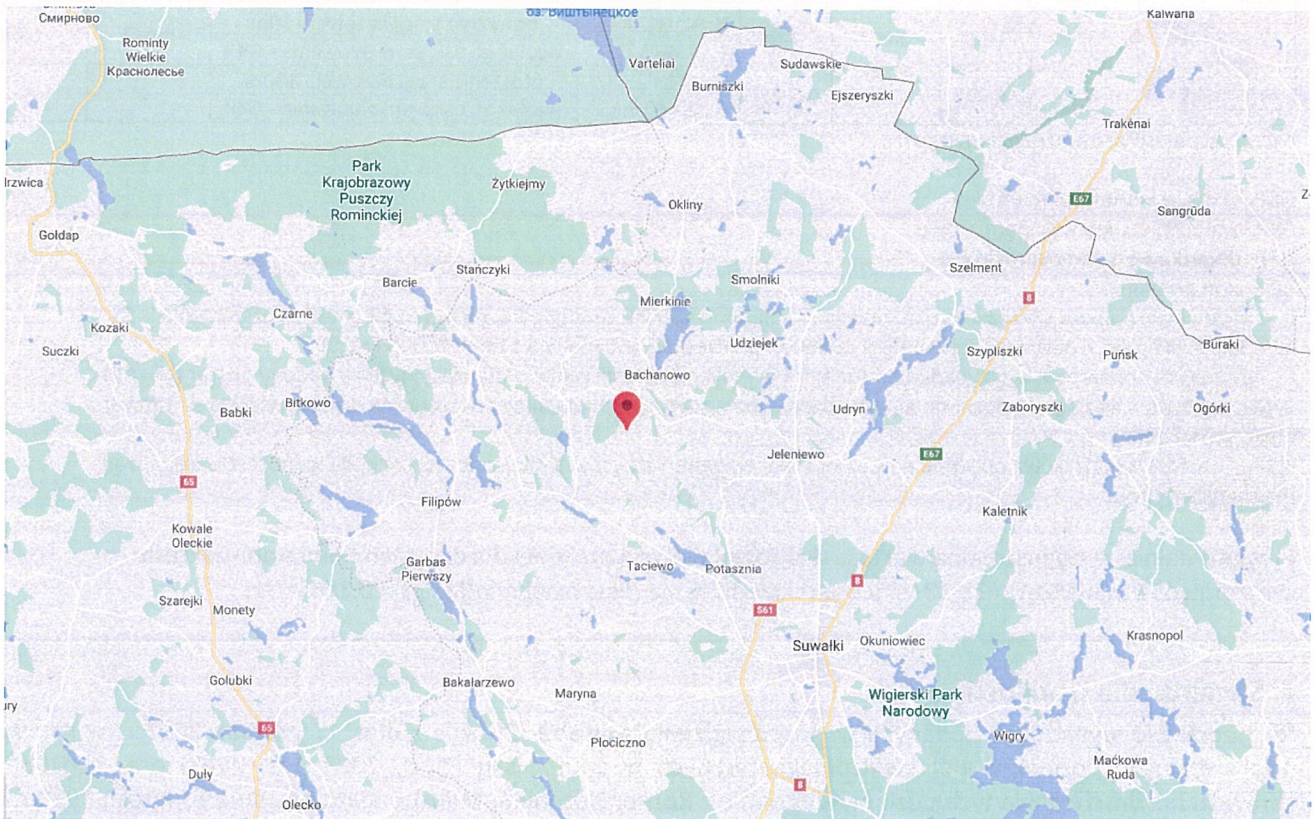 Смирново
оз. Виштынецкое
Kalwaria
Rominty
Wielkie
Краснолесье
Varteliai
Sudawskie
Burniszki
Ejszeryszki
Trakėnai
Park
Krajobrazowy
Puszczy
Rominckiej
Żytkiejmy
E67
Okliny
Sangrūda
Gołdap
Stańczyki
Szelment
Barcie
Smolniki
8
Mierkinie
Czarne
Kozaki
Udziejek
Suczki
Szypliszki
Puńsk
Buraki
Bachanowo
Bitkowo
Babki
Udryn
Zaboryszki
Ogórki
Jeleniewo
E67
65
Filipów
Kaletnik
Kowale
Oleckie
Garbas
Pierwszy
Taciewo
Potasznia
8
Szarejki
Monety
S61
Krasnopol
Suwałki
Okuniowiec
Golubki
Bakałarzewo
Maryna
Wigierski Park
Narodowy
65
Płociczno
Wigry
Duły
Maćkowa
Ruda
8
Olecko